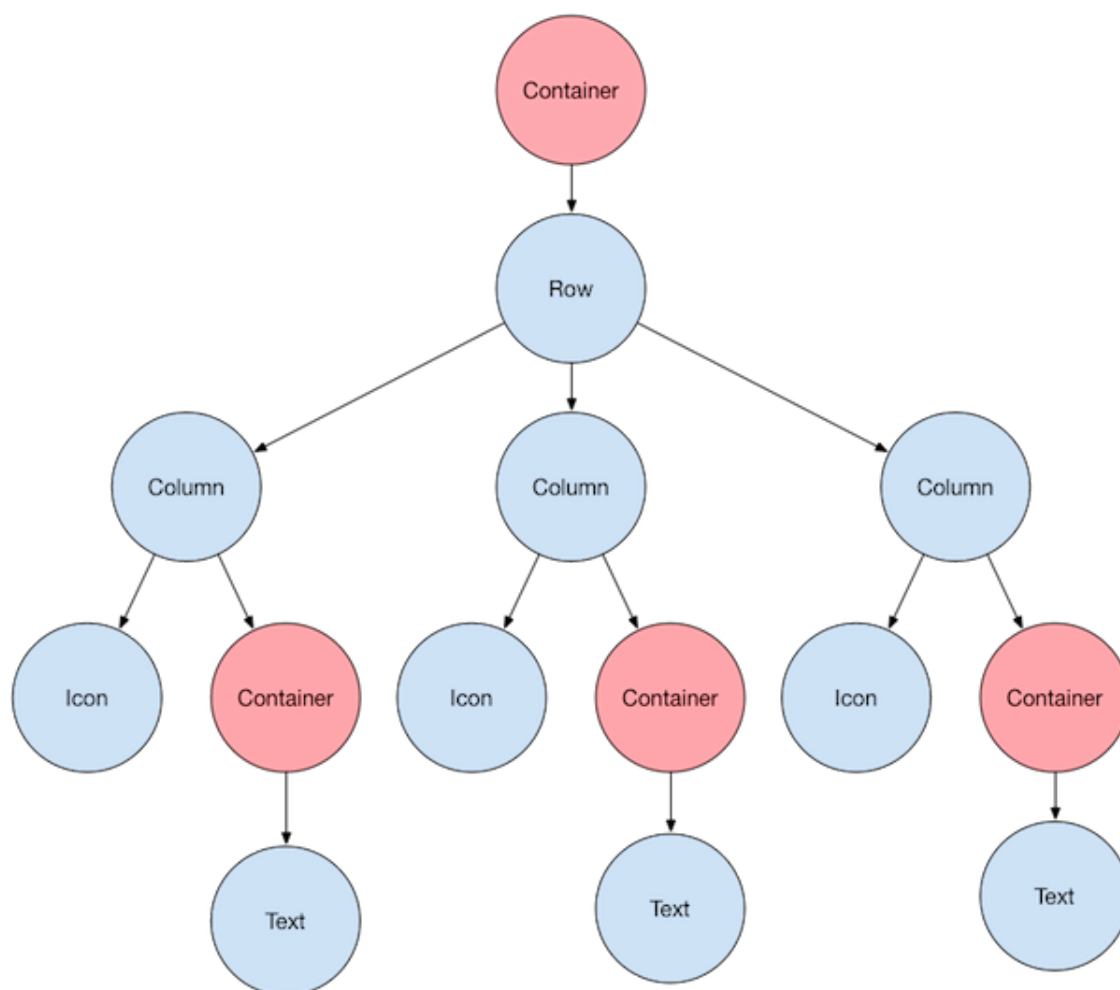 Container
Row
Column
Column
Column
Icon
Container
Icon
Container
Icon
Container
Text
Text
Text